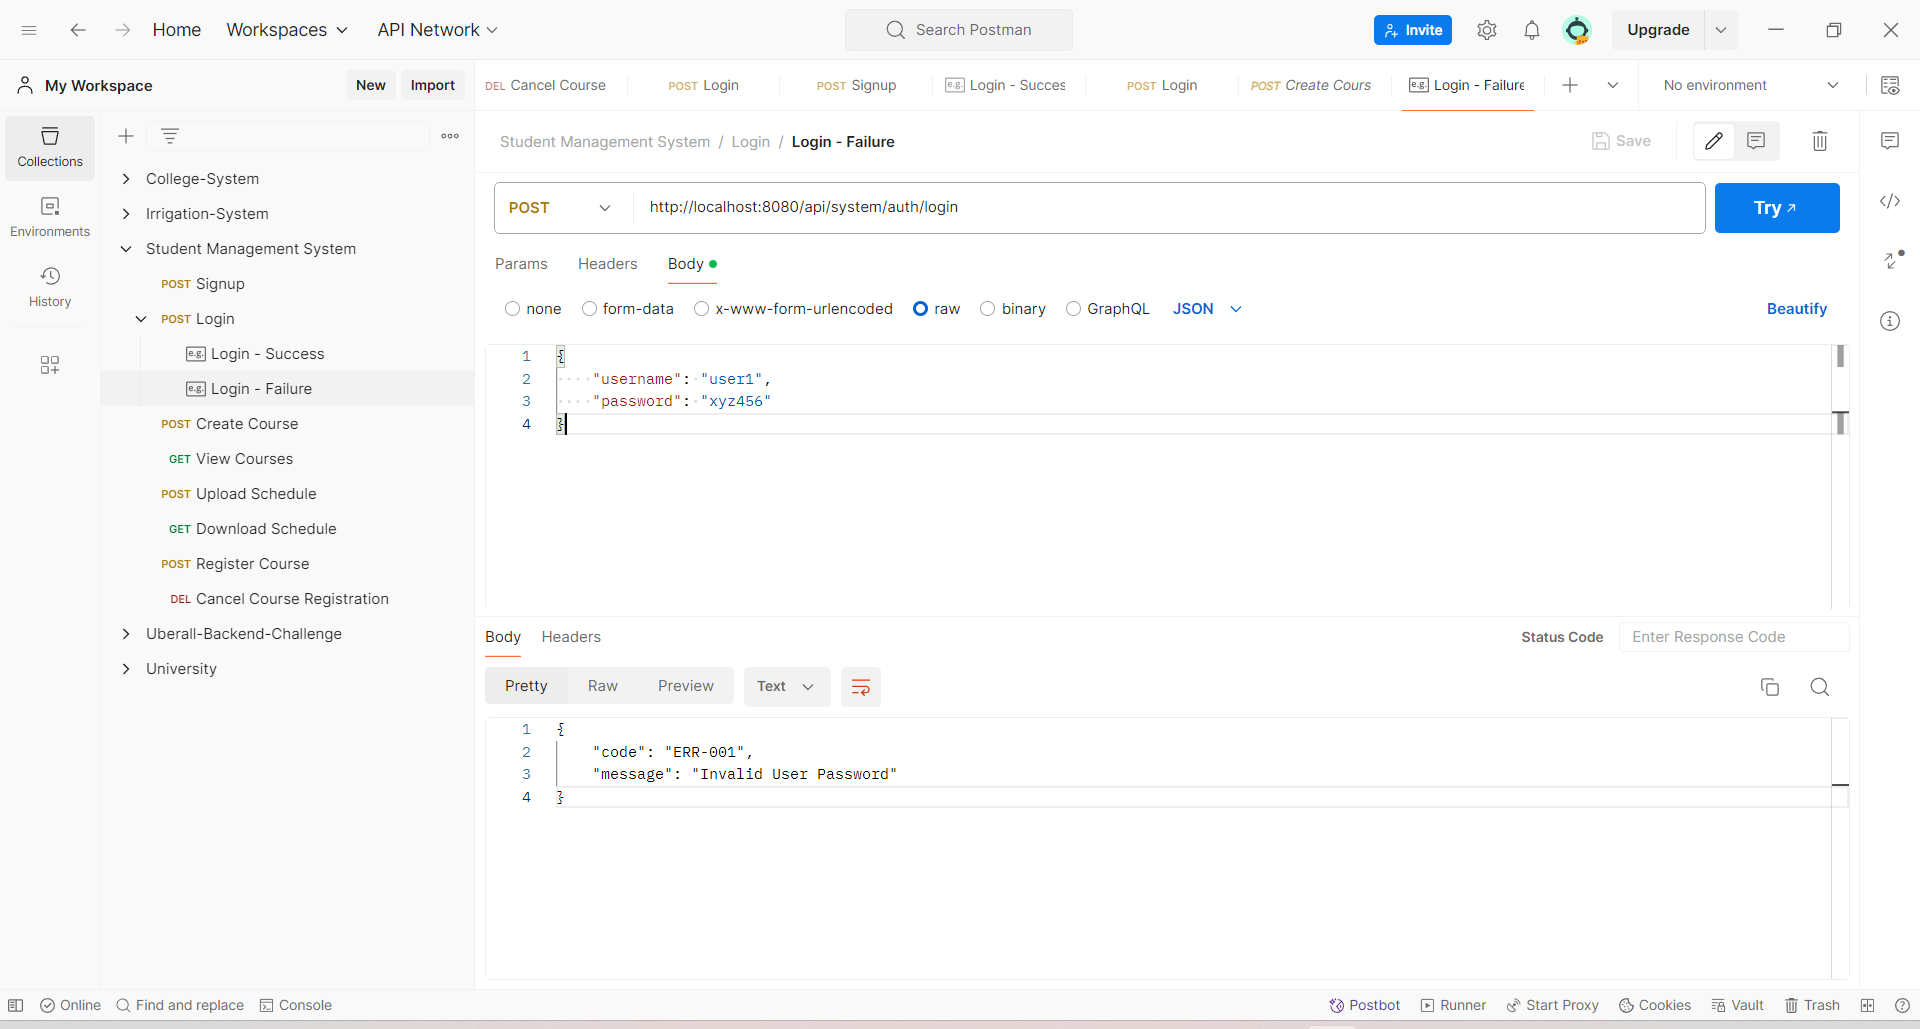 Home Workspaces API Network Search Postman Invite Upgrade
My Workspace New Import
DEL Cancel Course POST Login POST Signup e.g. Login - Succes POST Login POST Create Cours e.g. Login - Failure No environment
Collections
Environments
History
College-System
Irrigation-System
Student Management System
POST Signup
POST Login
e.g. Login - Success
e.g. Login - Failure
POST Create Course
GET View Courses
POST Upload Schedule
GET Download Schedule
POST Register Course
DEL Cancel Course Registration
Uberall-Backend-Challenge
University
Student Management System / Login / Login - Failure Save
POST http://localhost:8080/api/system/auth/login Try
Params Headers Body
none form-data x-www-form-urlencoded raw binary GraphQL JSON Beautify
1 {
2 "username": "user1",
3 "password": "xyz456"
4 }
Body Headers Status Code Enter Response Code
Pretty Raw Preview Text
1 {
2 "code": "ERR-001",
3 "message": "Invalid User Password"
4 }
Online Find and replace Console Postbot Runner Start Proxy Cookies Vault Trash